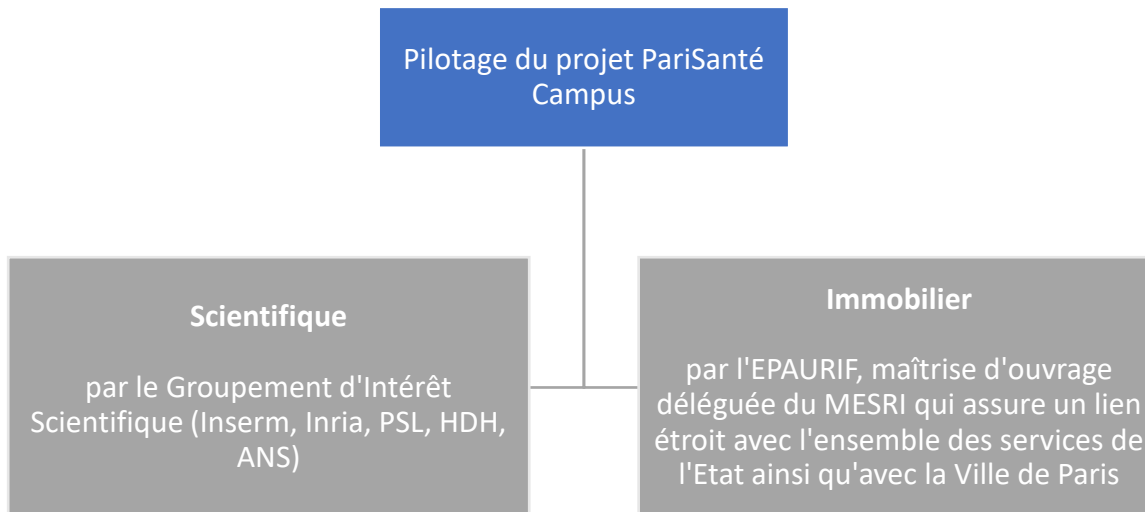 Pilotage du projet PariSanté
Campus
Scientifique
par le Groupement d'Intérêt
Scientifique (Inserm, Inria, PSL, HDH,
ANS)
Immobilier
par l'EPAURIF, maîtrise d'ouvrage
déléguée du MESRI qui assure un lien
étroit avec l'ensemble des services de
l'Etat ainsi qu'avec la Ville de Paris